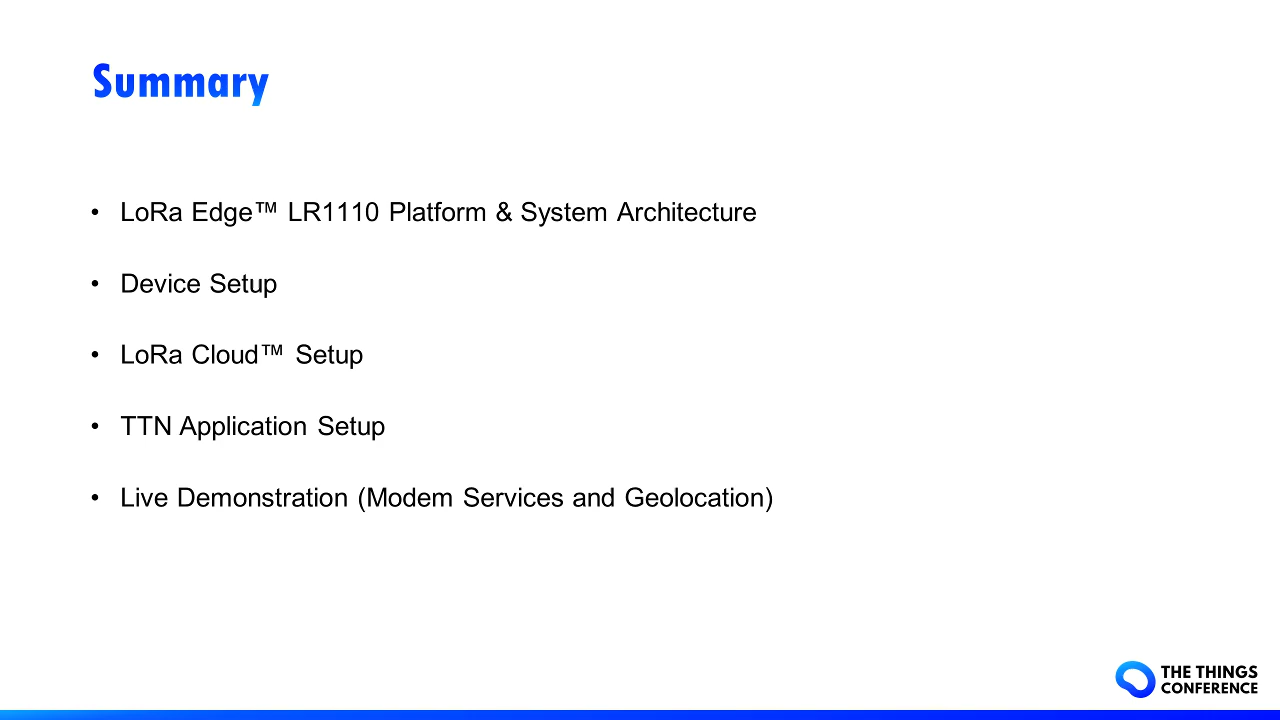 Summary
• LoRa Edge™ LR1110 Platform & System Architecture
• Device Setup
• LoRa Cloud™ Setup
• TTN Application Setup
• Live Demonstration (Modem Services and Geolocation)
THE THINGS
CONFERENCE